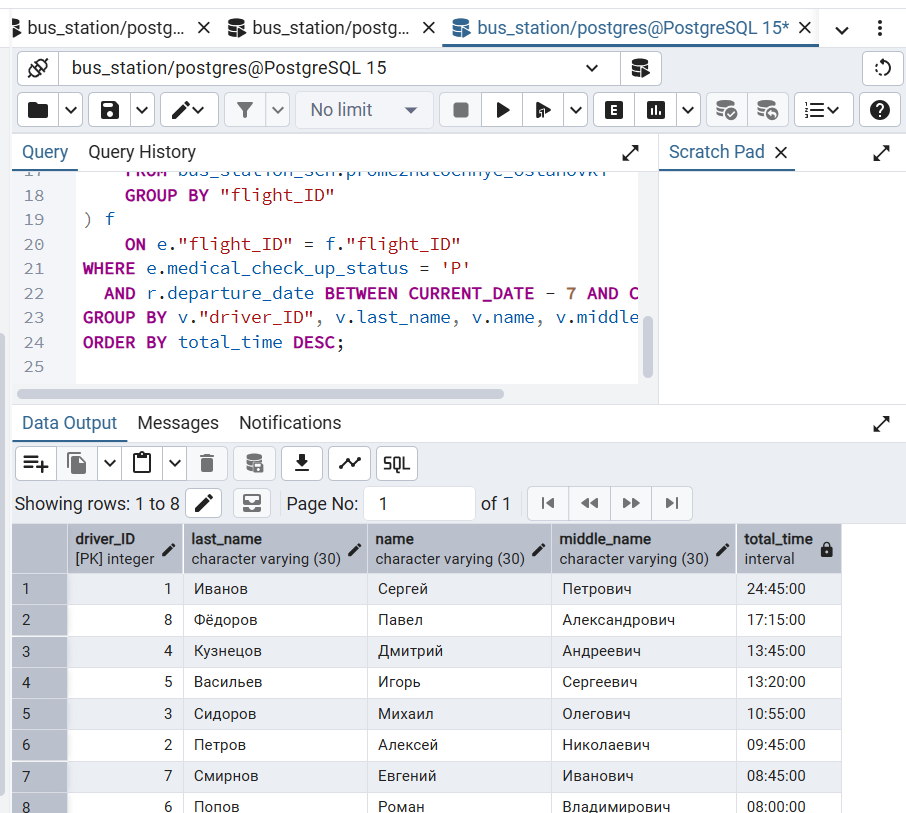 bus_station/postg...
bus_station/postg...
bus_station/postgres@PostgreSQL 15*
bus_station/postgres@PostgreSQL 15
No limit
E
Query
Query History
Scratch Pad
17 FROM bus_station_sch.promezhutochnye_ostanovki
18 GROUP BY "flight_ID"
19 ) f
20 ON e."flight_ID" = f."flight_ID"
21 WHERE e.medical_check_up_status = 'P'
22 AND r.departure_date BETWEEN CURRENT_DATE - 7 AND C
23 GROUP BY v."driver_ID", v.last_name, v.name, v.middle
24 ORDER BY total_time DESC;
25
Data Output
Messages
Notifications
SQL
Showing rows: 1 to 8
Page No: 1 of 1
driver_ID last_name name middle_name total_time
[PK] integer character varying (30) character varying (30) character varying (30) interval
1 1 Иванов Сергей Петрович 24:45:00
2 8 Фёдоров Павел Александрович 17:15:00
3 4 Кузнецов Дмитрий Андреевич 13:45:00
4 5 Васильев Игорь Сергеевич 13:20:00
5 3 Сидоров Михаил Олегович 10:55:00
6 2 Петров Алексей Николаевич 09:45:00
7 7 Смирнов Евгений Иванович 08:45:00
8 6 Попов Роман Владимирович 08:00:00